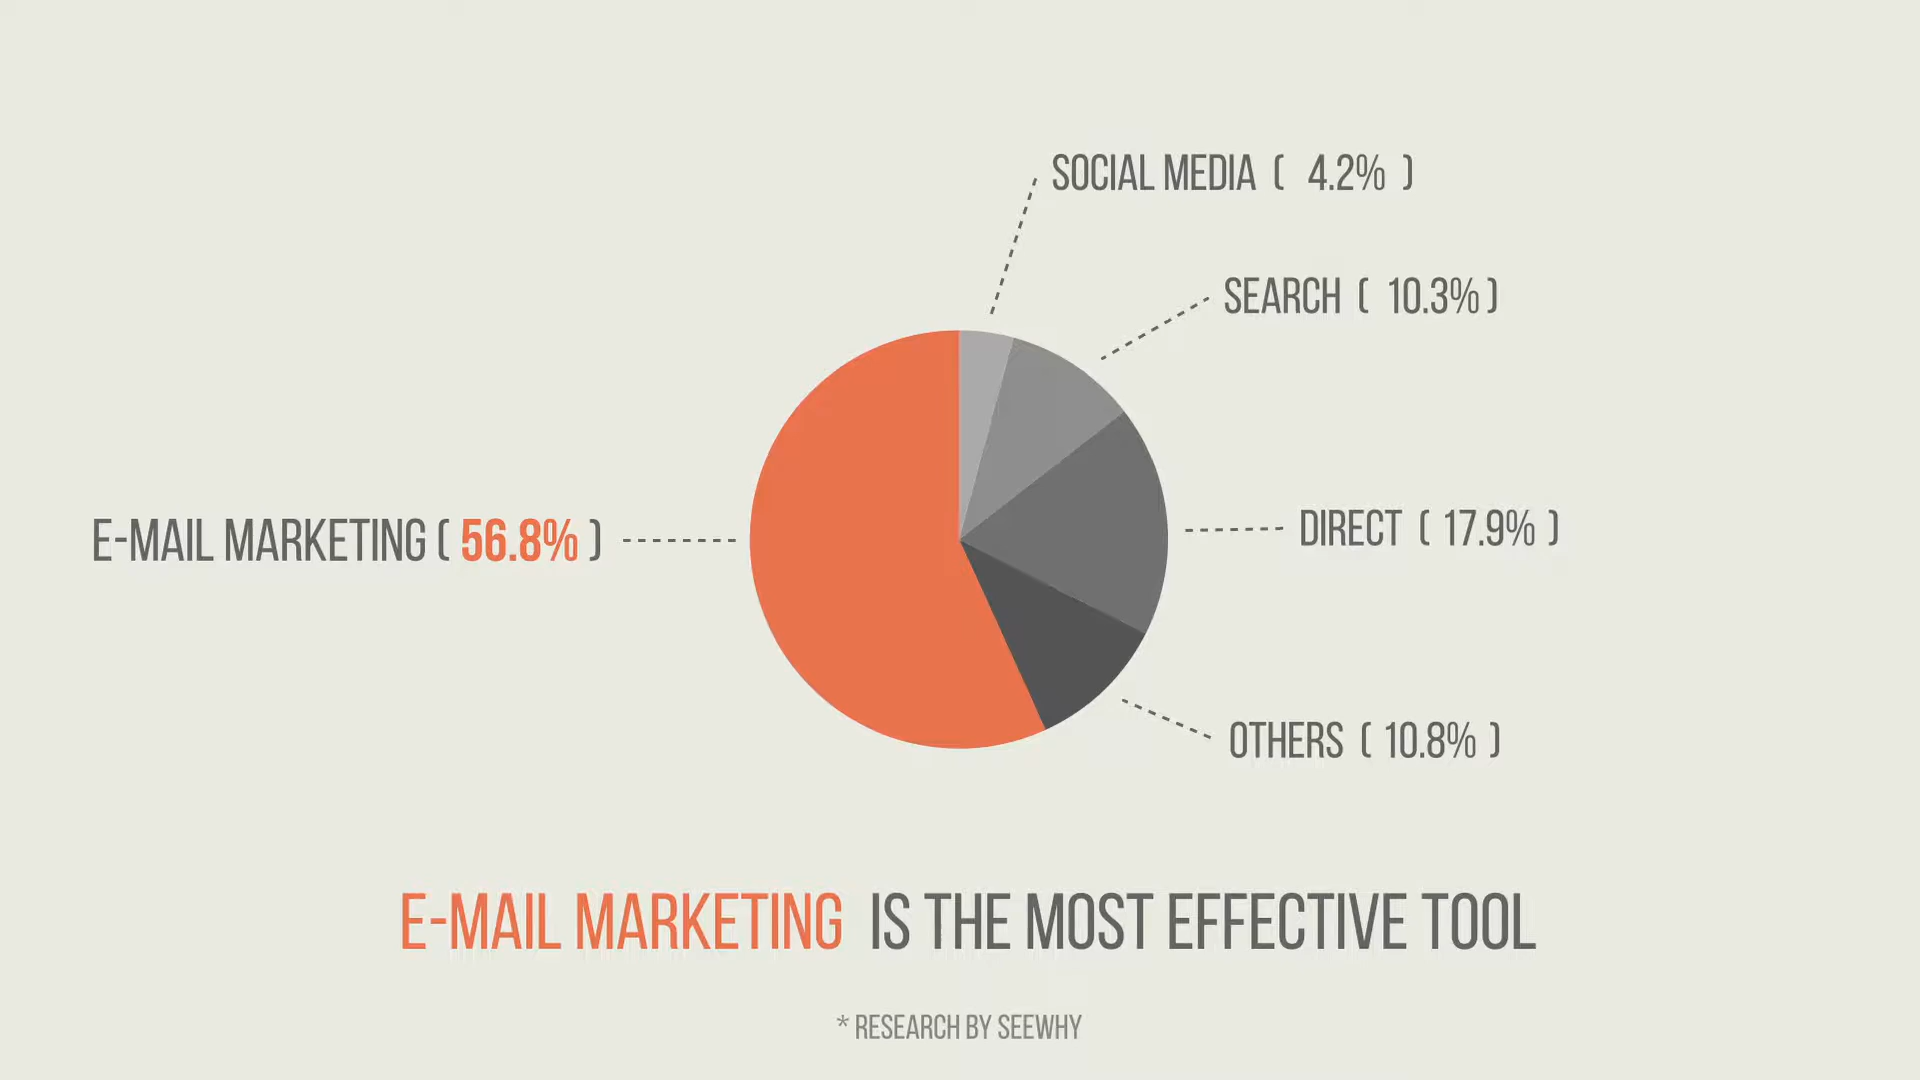 SOCIAL MEDIA ( 4.2% )
SEARCH ( 10.3% )
E-MAIL MARKETING ( 56.8% )
DIRECT ( 17.9% )
OTHERS ( 10.8% )
E-MAIL MARKETING IS THE MOST EFFECTIVE TOOL
* RESEARCH BY SEEWHY